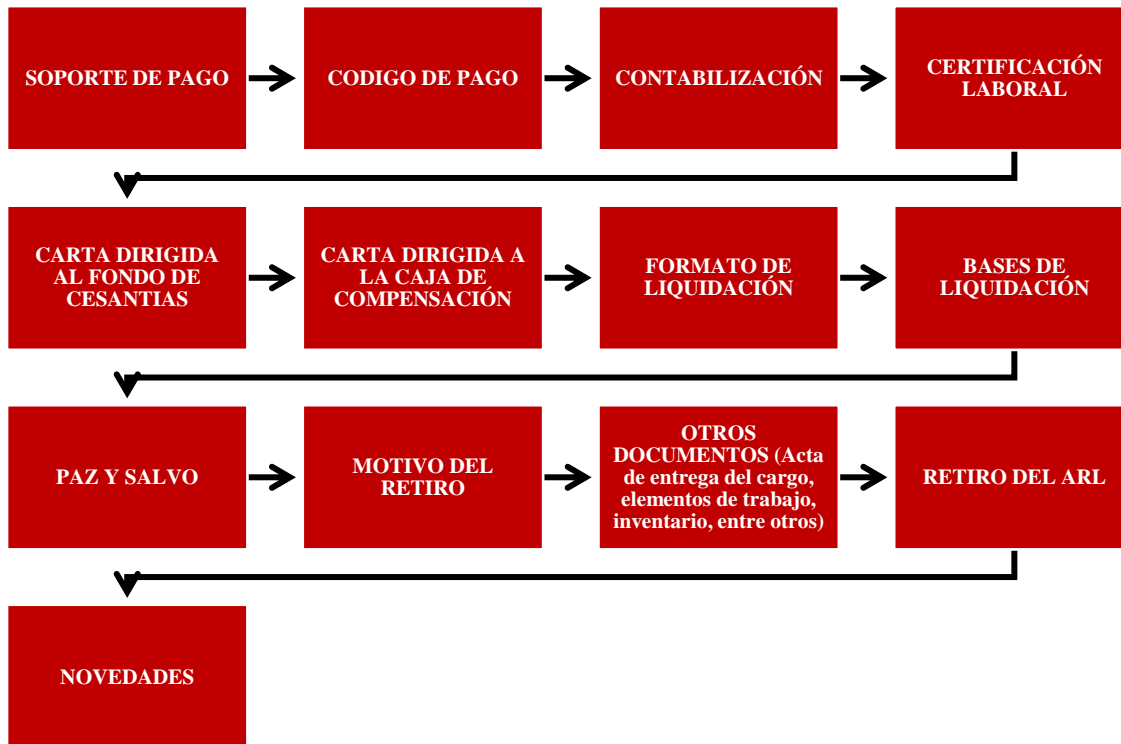 SOPORTE DE PAGO
CODIGO DE PAGO
CONTABILIZACIÓN
CERTIFICACIÓN
LABORAL
CARTA DIRIGIDA
AL FONDO DE
CESANTIAS
CARTA DIRIGIDA A
LA CAJA DE
COMPENSACIÓN
FORMATO DE
LIQUIDACIÓN
BASES DE
LIQUIDACIÓN
PAZ Y SALVO
MOTIVO DEL
RETIRO
OTROS
DOCUMENTOS (Acta
de entrega del cargo,
elementos de trabajo,
inventario, entre otros)
RETIRO DEL ARL
NOVEDADES